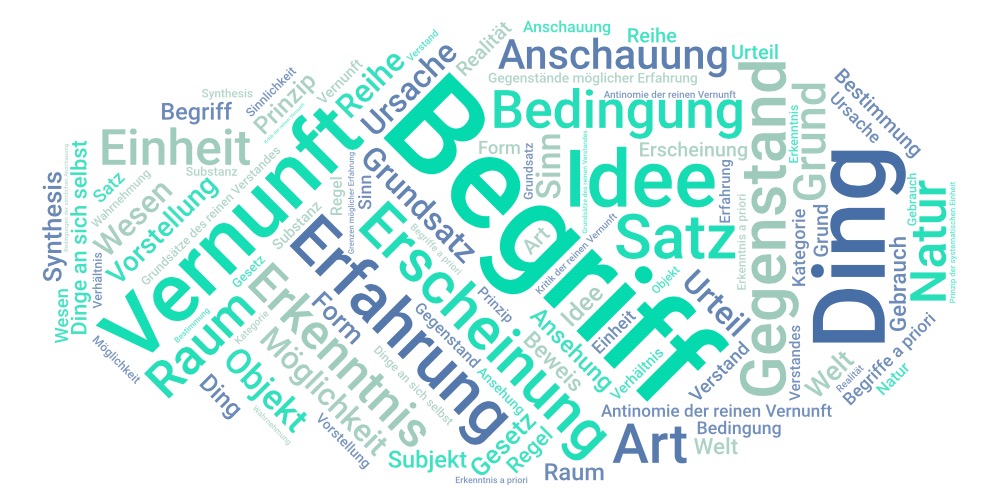 Anschauung
Reihe
Realität
Verstand
Anschauung
Urteil
Gegenstände möglicher Erfahrung
Antinomie der reinen Vernunft
Reihe
Ursache
Vernunft
Sinnlichkeit
Synthesis
Prinzip
Begriff
Bedingung
Bestimmung
Ursache
Einheit
Substanz
Form
Sinn
Grundsatz
Erscheinung
Erkenntnis
Grund
Gegenstand
Ding
Idee
Begriff
Vernunft
Grundsatz
Sinn
Regel
Grenzen möglicher Erfahrung
Grundsätze des reinen Verstandes
Grundsätze des reinen Verstandes
Substanz
Dinge an sich selbst
Synthesis
Satz
Wahrnehmung
Wesen
Vorstellung
Verhältnis
Wesen
Erfahrung
Erfahrung
Erscheinung
Begriffe a priori
Art
Kritik der reinen Vernunft
Satz
Objekt
Erkenntnis a priori
Kategorie
Grund
Gebrauch
Gebrauch
Natur
Prinzip der systematischen Einheit
Gesetz
Raum
Bestimmung
Kategorie
Erkenntnis
Form
Möglichkeit
Möglichkeit
Objekt
Ding
Wahrnehmung
Vorstellung
Dinge an sich selbst
Gegenstand
Prinzip
Idee
Einheit
Ansehung
Beweis
Ansehung
Verhältnis
Urteil
Verstand
Verstandes
Welt
Realität
Begriffe a priori
Natur
Antinomie der reinen Vernunft
Bedingung
Art
Welt
Subjekt
Gesetz
Regel
Erkenntnis a priori
Raum